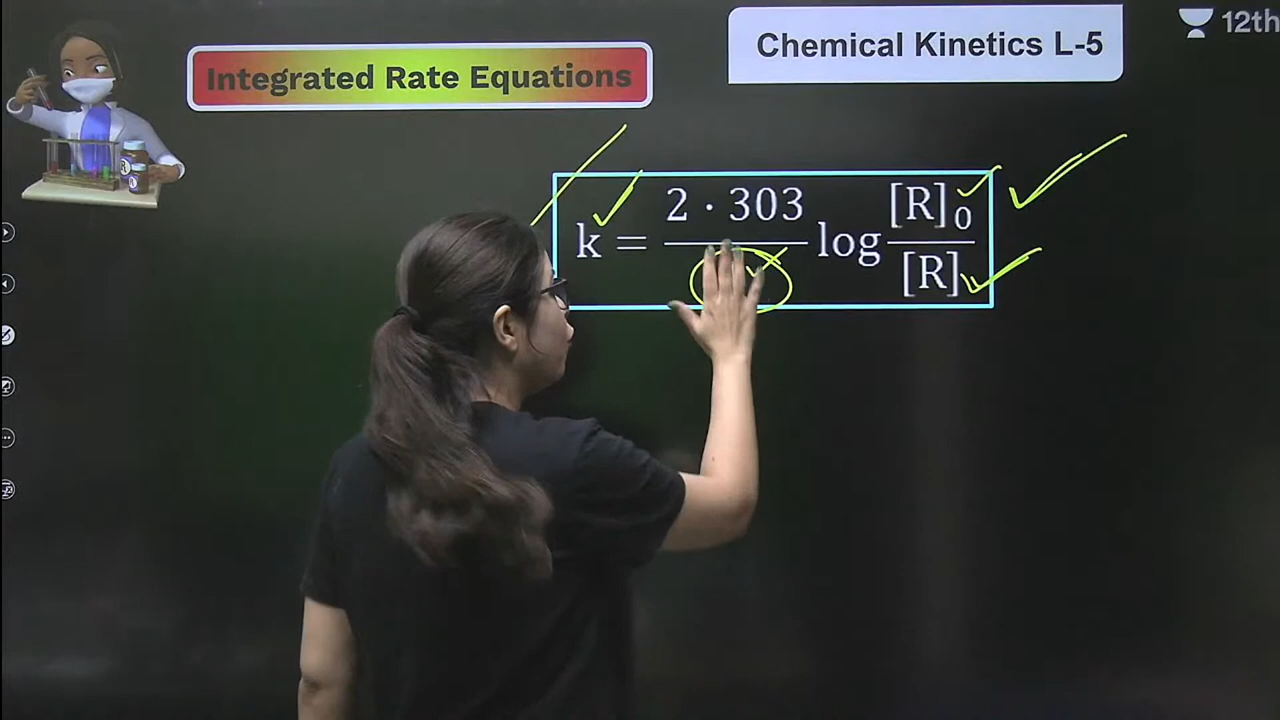 12th
Chemical Kinetics L-5
Integrated Rate Equations
k = 2·303 log [R]₀
[R]